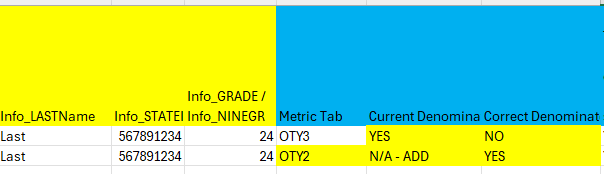 Info_GRADE /
Info_LASTName Info_STATEI Info_NINEGR Metric Tab Current Denomina Correct Denominat
Last 567891234 24 OTY3 YES NO
Last 567891234 24 OTY2 N/A - ADD YES